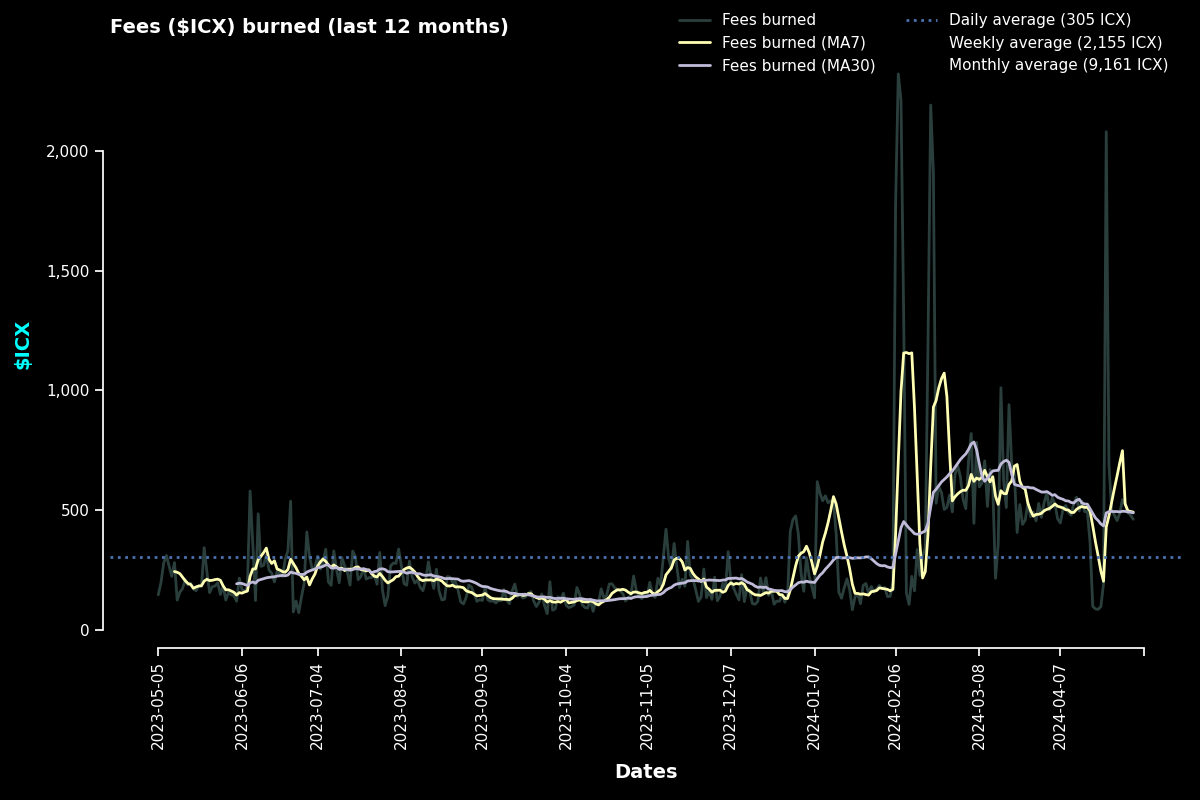 Fees ($ICX) burned (last 12 months)
Fees burned
Fees burned (MA7)
Fees burned (MA30)
Daily average (305 ICX)
Weekly average (2,155 ICX)
Monthly average (9,161 ICX)
2,000
1,500
1,000
500
0
$ICX
2023-05-05
2023-06-06
2023-07-04
2023-08-04
2023-09-03
2023-10-04
2023-11-05
2023-12-07
2024-01-07
2024-02-06
2024-03-08
2024-04-07
Dates